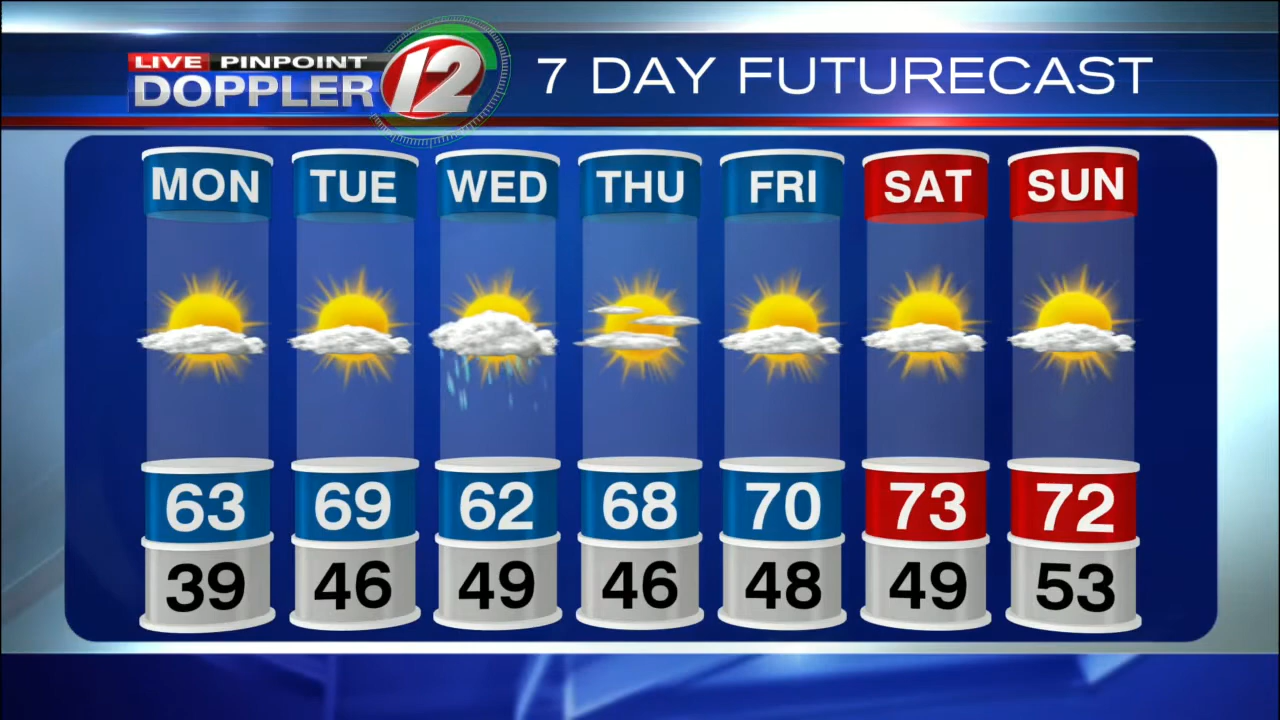 LIVE PINPOINT
DOPPLER 12
7 DAY FUTURECAST
MON TUE WED THU FRI SAT SUN
63 69 62 68 70 73 72
39 46 49 46 48 49 53